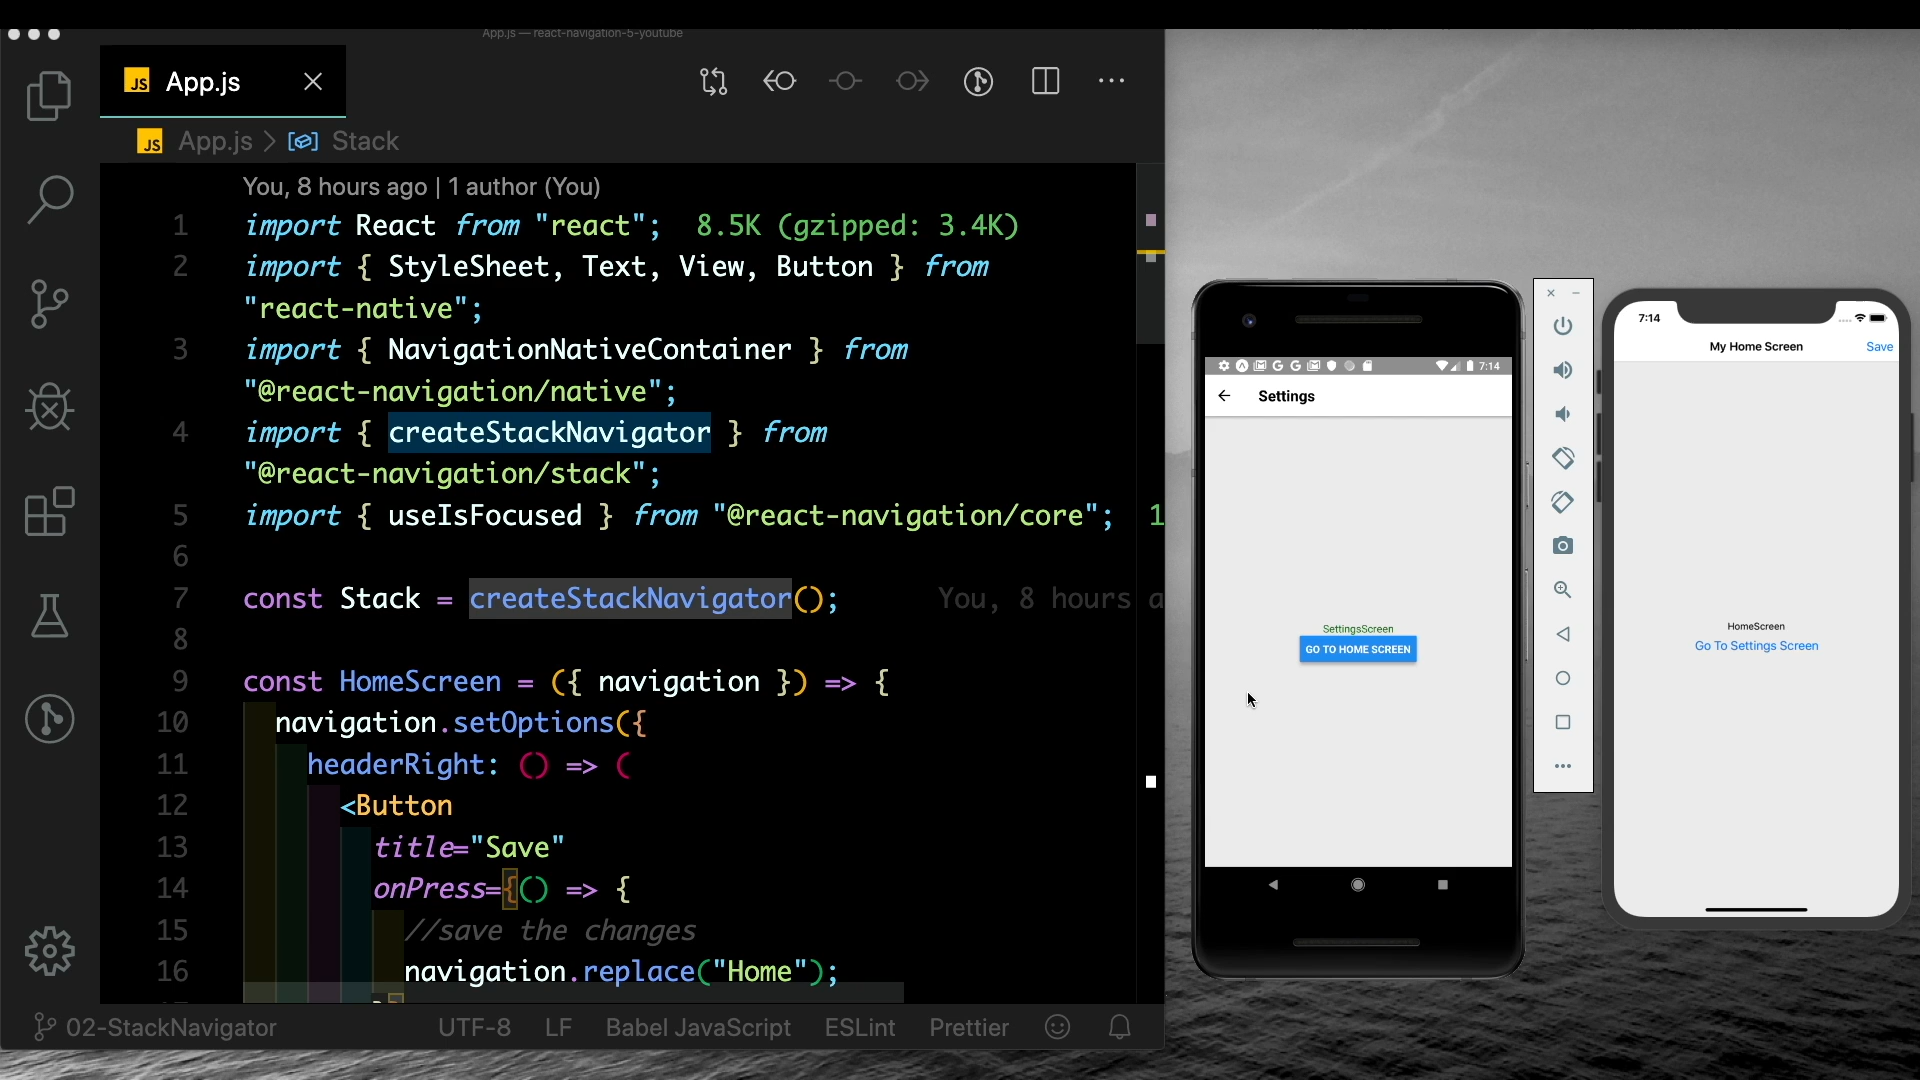 App.js — react-navigation-5-youtube
JS App.js
JS App.js > Stack
You, 8 hours ago | 1 author (You)
1 import React from "react"; 8.5K (gzipped: 3.4K)
2 import { StyleSheet, Text, View, Button } from
"react-native";
3 import { NavigationNativeContainer } from
"@react-navigation/native";
4 import { createStackNavigator } from
"@react-navigation/stack";
5 import { useIsFocused } from "@react-navigation/core"; 1
6
7 const Stack = createStackNavigator(); You, 8 hours a
8
9 const HomeScreen = ({ navigation }) => {
10 navigation.setOptions({
11 headerRight: () => (
12 <Button
13 title="Save"
14 onPress={() => {
15 //save the changes
16 navigation.replace("Home");
02-StackNavigator UTF-8 LF Babel JavaScript ESLint Prettier
7:14
Settings
SettingsScreen
GO TO HOME SCREEN
7:14
My Home Screen Save
HomeScreen
Go To Settings Screen